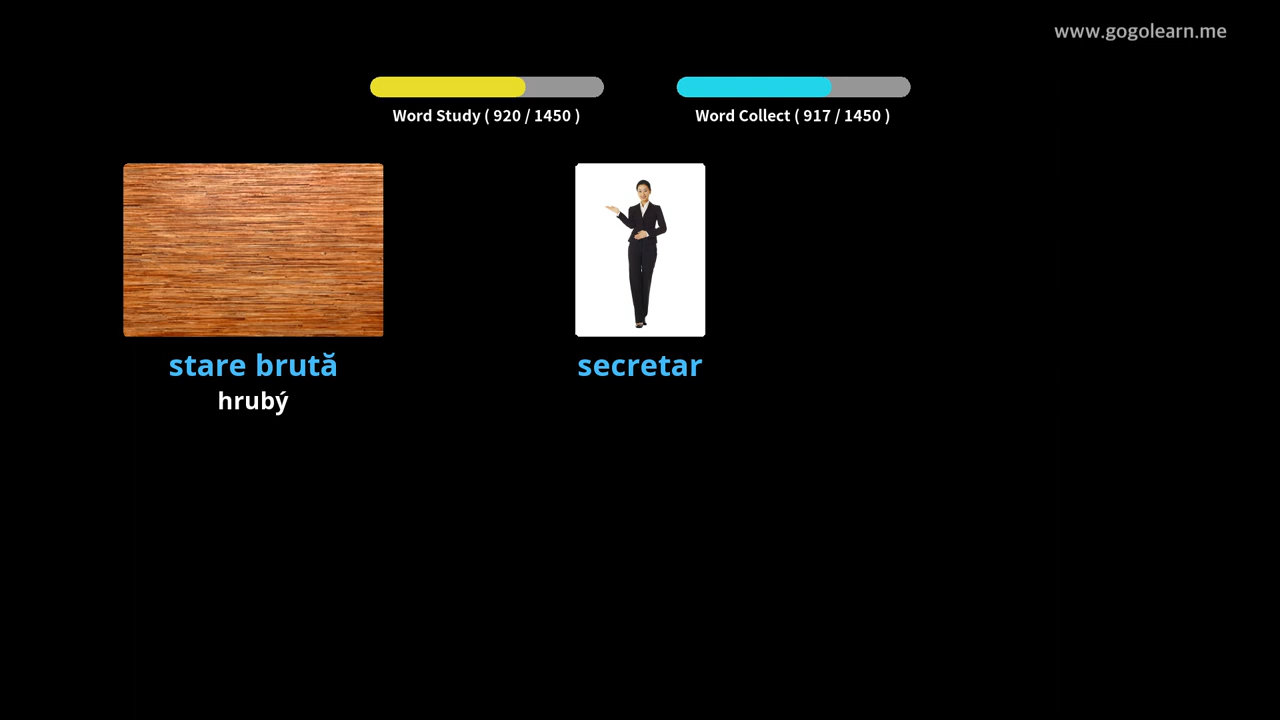 www.gogolearn.me
Word Study ( 920 / 1450 )
Word Collect ( 917 / 1450 )
stare brută
hrubý
secretar